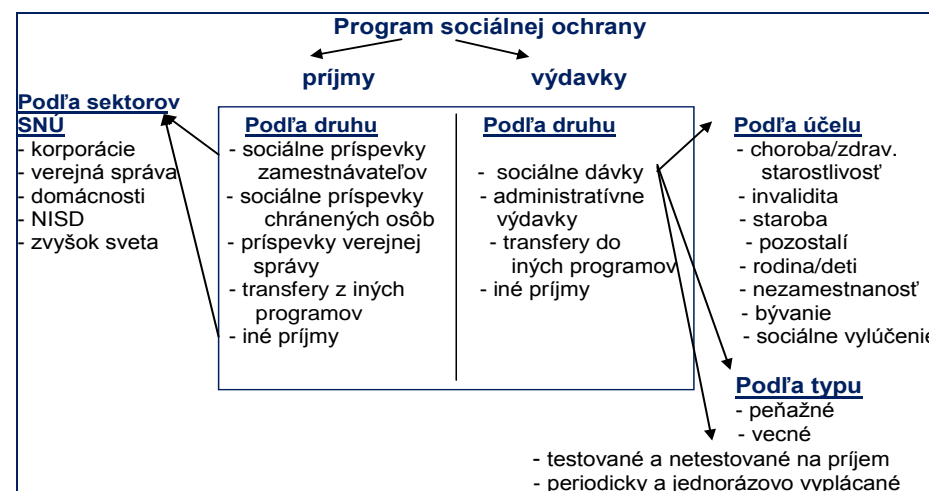 Program sociálnej ochrany
príjmy
výdavky
Podľa sektorov
SNÚ
- korporácie
- verejná správa
- domácnosti
- NISD
- zvyšok sveta
Podľa druhu
- sociálne príspevky
zamestnávateľov
- sociálne príspevky
chránených osôb
- príspevky verejnej
správy
- transfery z iných
programov
- iné príjmy
Podľa druhu
- sociálne dávky
- administratívne
výdavky
- transfery do
iných programov
- iné príjmy
Podľa účelu
- choroba/zdrav.
starostlivosť
- invalidita
- staroba
- pozostalí
- rodina/deti
- nezamestnanosť
- bývanie
- sociálne vylúčenie
Podľa typu
- peňažné
- vecné
- testované a netestované na príjem
- periodicky a jednorázovo vyplácané